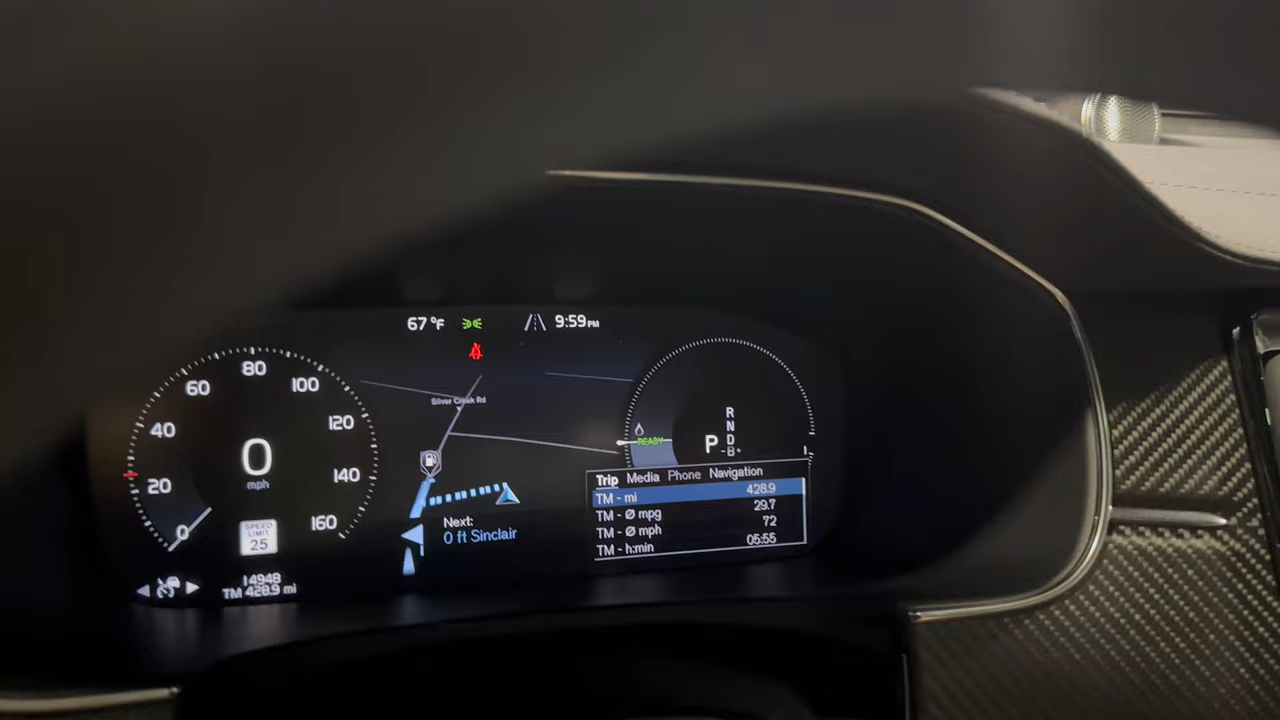 67 °F
9:59 PM
0
20
40
60
80
100
120
140
160
0
mph
SPEED
LIMIT
25
14948
TM 428.9 mi
Silver Creek Rd
Next:
0 ft Sinclair
READY
P
R
N
D
-B+
Trip Media Phone Navigation
TM - mi 428.9
TM - Ø mpg 29.7
TM - Ø mph 72
TM - h:min 05:55